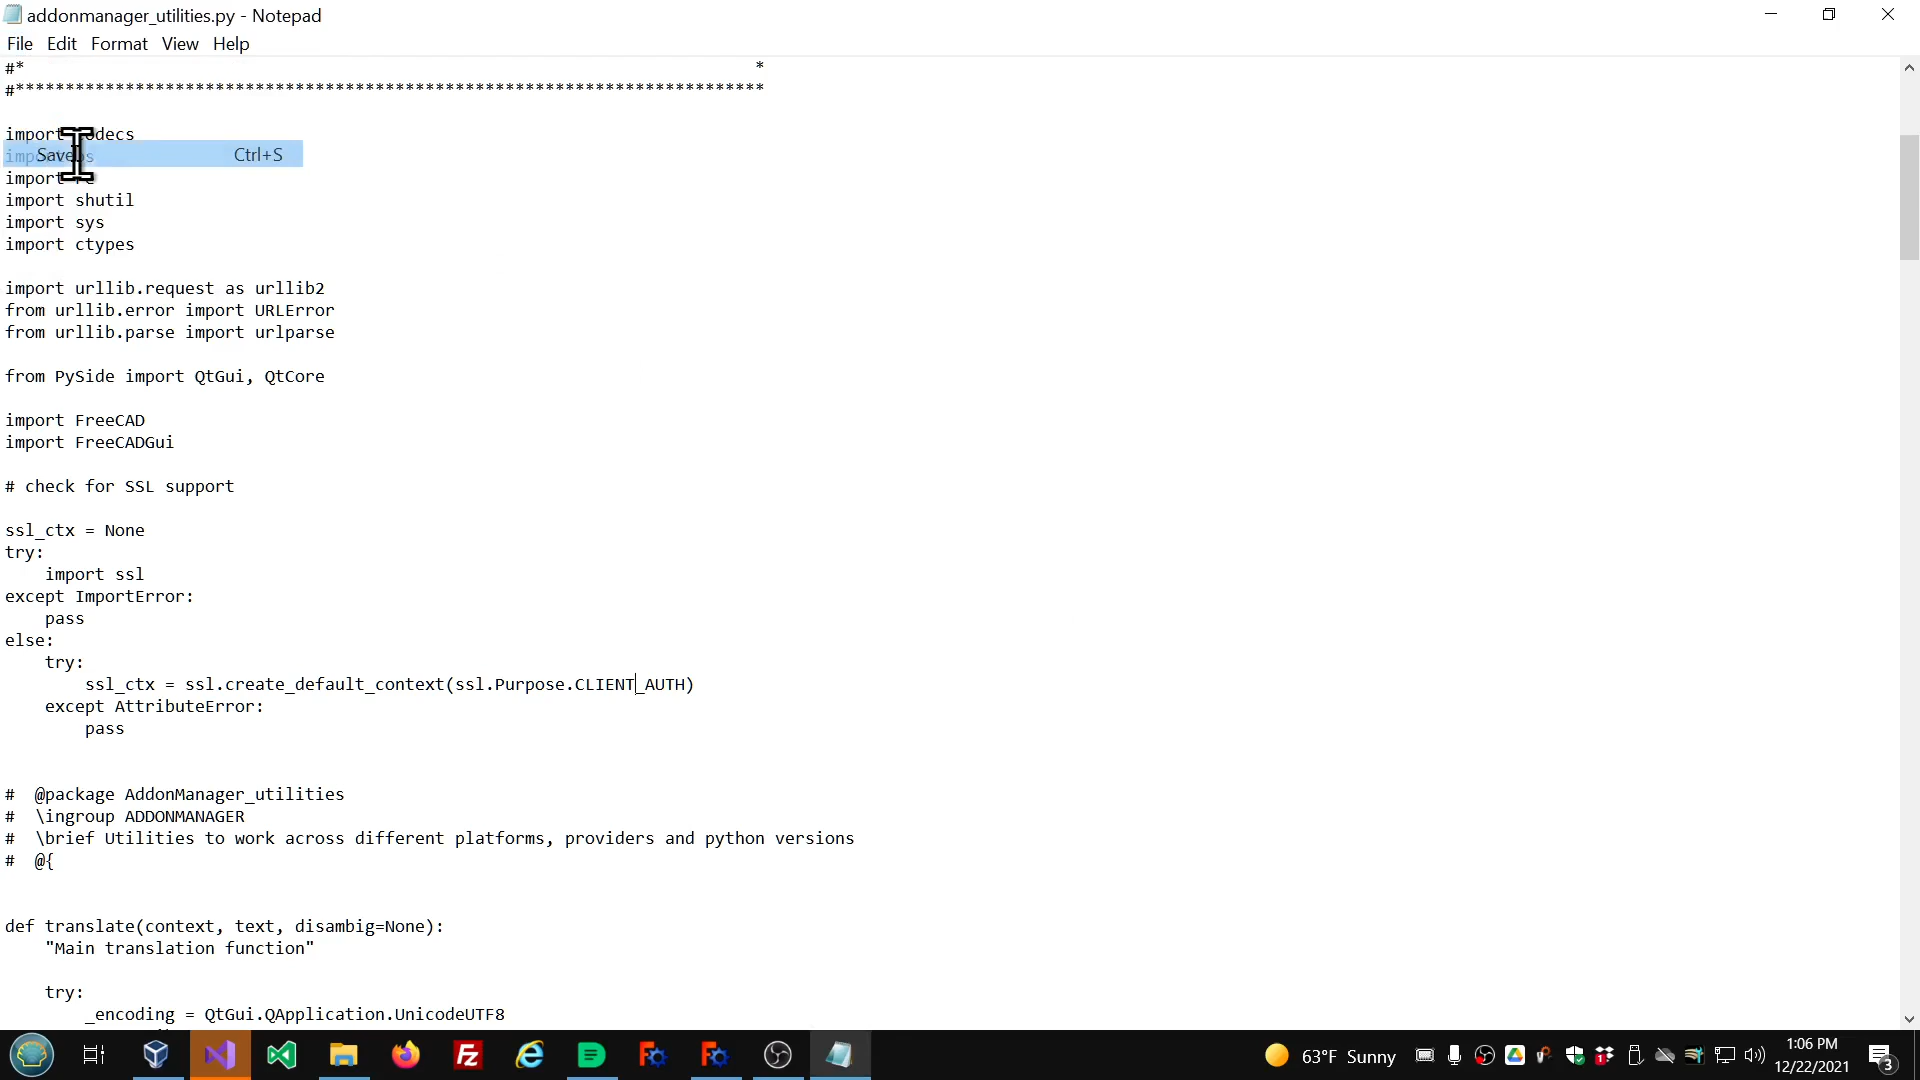 addonmanager_utilities.py - Notepad
File Edit Format View Help
#* *
#***************************************************************************
import codecs
Save Ctrl+S
import os
import re
import shutil
import sys
import ctypes
import urllib.request as urllib2
from urllib.error import URLError
from urllib.parse import urlparse
from PySide import QtGui, QtCore
import FreeCAD
import FreeCADGui
# check for SSL support
ssl_ctx = None
try:
    import ssl
except ImportError:
    pass
else:
    try:
        ssl_ctx = ssl.create_default_context(ssl.Purpose.CLIENT_AUTH)
    except AttributeError:
        pass
#  @package AddonManager_utilities
#  \ingroup ADDONMANAGER
#  \brief Utilities to work across different platforms, providers and python versions
#  @{
def translate(context, text, disambig=None):
    "Main translation function"
    try:
        _encoding = QtGui.QApplication.UnicodeUTF8
63°F Sunny
1:06 PM
12/22/2021
3